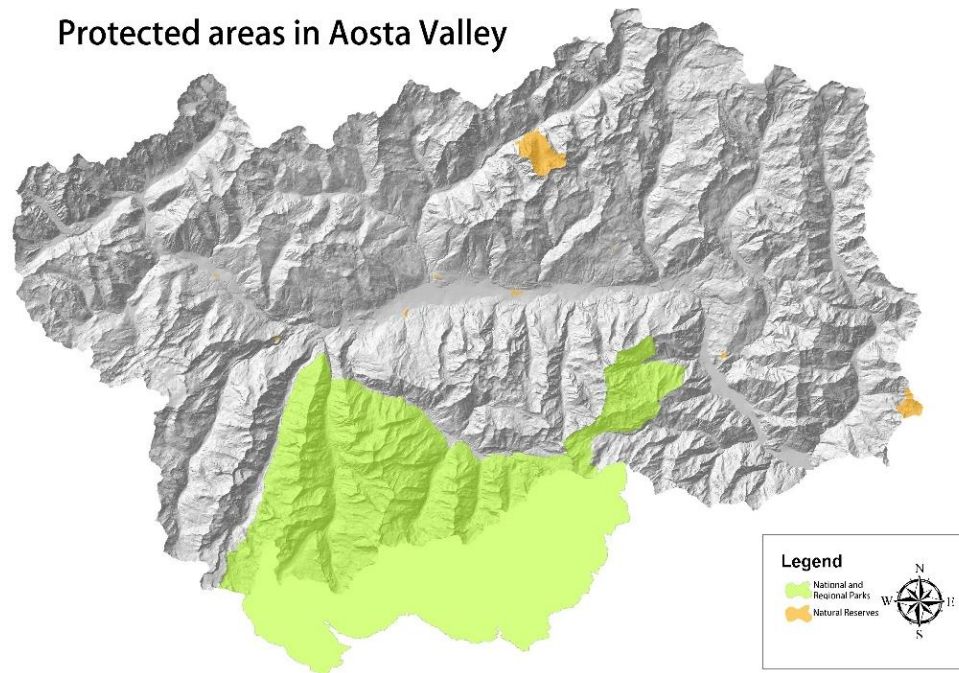 Protected areas in Aosta Valley
Legend
National and
Regional Parks
Natural Reserves
N
W E
S